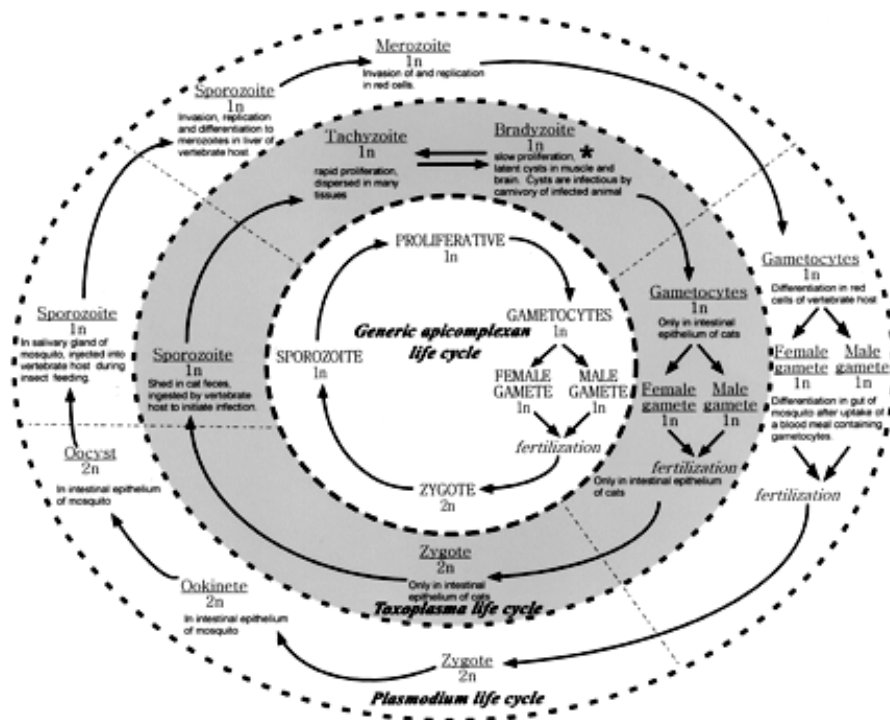 Merozoite
1n
Invasion of and replication
in red cells.
Sporozoite
1n
Invasion, replication
and differentiation to
merozoites in liver of
vertebrate host
Tachyzoite
1n
rapid proliferation,
dispersed in many
tissues
Bradyzoite
1n *
slow proliferation,
latent cysts in muscle and
brain. Cysts are infectious by
carnivory of infected animal
PROLIFERATIVE
1n
Gametocytes
1n
Differentiation in red
cells of vertebrate host
Gametocytes
1n
Only in intestinal
epithelium of cats
GAMETOCYTES
1n
Generic apicomplexan
life cycle
Sporozoite
1n
In salivary gland of
mosquito, injected into
vertebrate host during
insect feeding.
Sporozoite
1n
Shed in cat feces,
ingested by vertebrate
host to initiate infection.
SPOROZOITE
1n
FEMALE
GAMETE
1n
MALE
GAMETE
1n
Female
gamete
1n
Male
gamete
1n
Female
gamete
1n
Male
gamete
1n
Differentiation in gut of
mosquito after uptake of
a blood meal containing
gametocytes.
fertilization
fertilization
Only in intestinal epithelium
of cats
fertilization
ZYGOTE
2n
Oocyst
2n
In intestinal epithelium
of mosquito
Zygote
2n
Only in intestinal
epithelium of cats
Toxoplasma life cycle
Ookinete
2n
In intestinal epithelium
of mosquito
Zygote
2n
Plasmodium life cycle